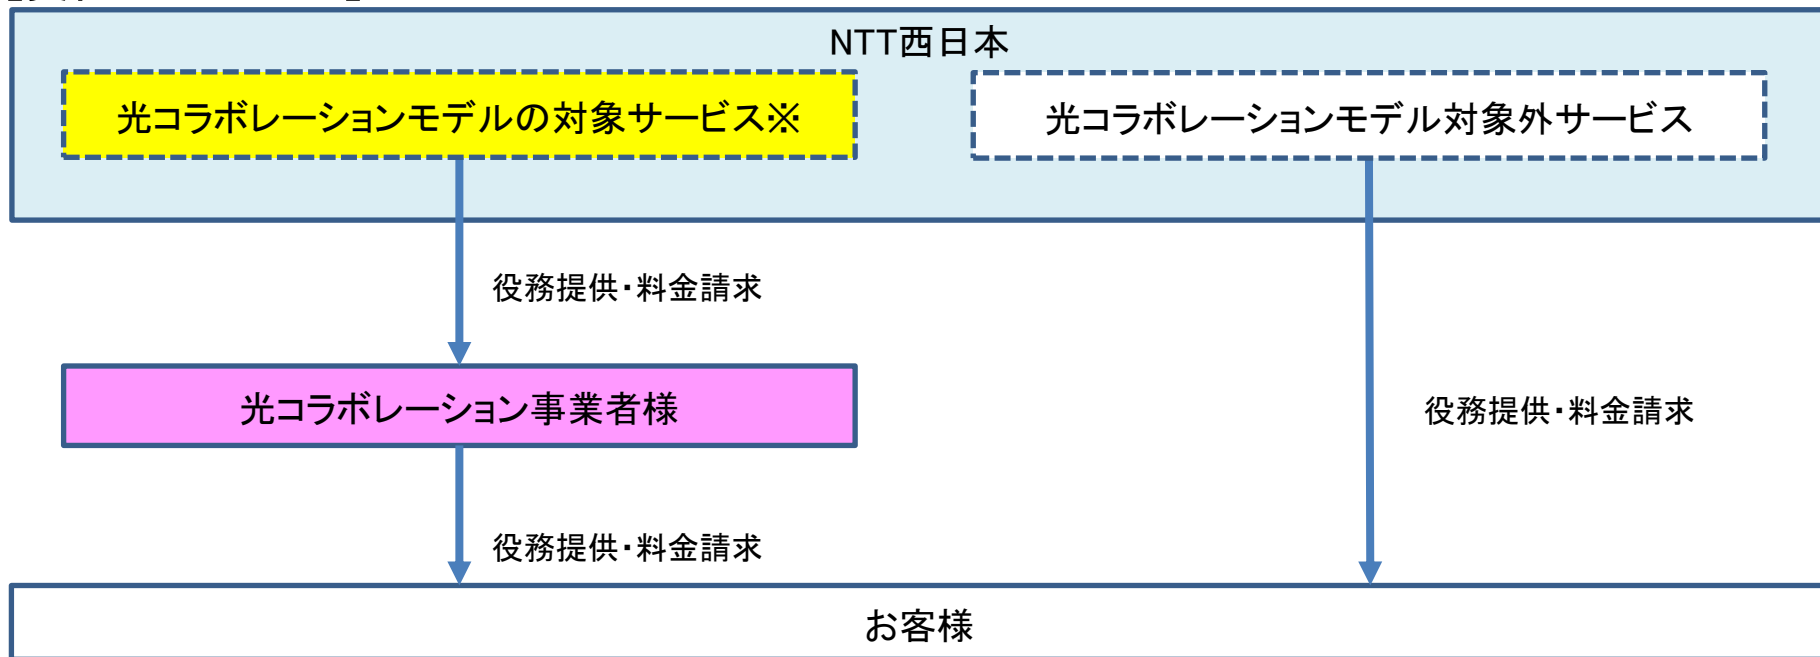 NTT西日本
光コラボレーションモデルの対象サービス※
光コラボレーションモデル対象外サービス
役務提供・料金請求
光コラボレーション事業者様
役務提供・料金請求
役務提供・料金請求
お客様